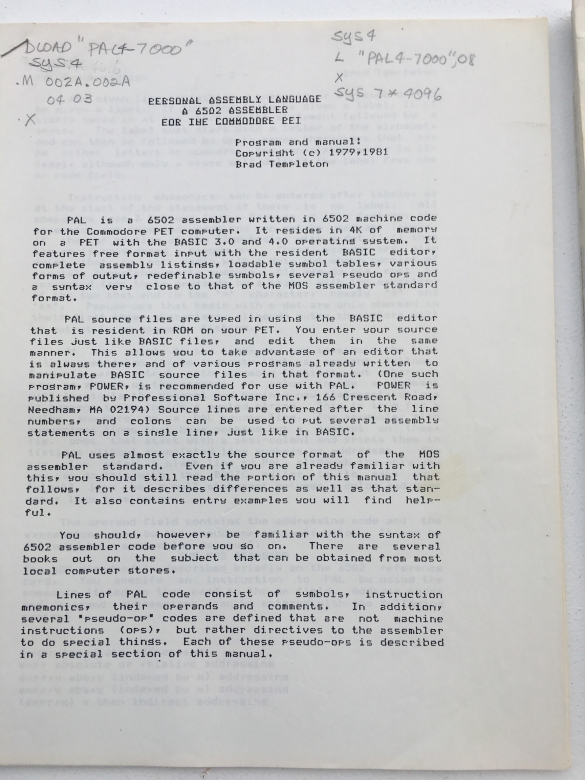 DLOAD "PAL4-7000"
SYS4
.M 002A.002A
04 03
.X
SYS4
L "PAL4-7000",08
X
SYS 7*4096
PERSONAL ASSEMBLY LANGUAGE
A 6502 ASSEMBLER
FOR THE COMMODORE PET
Program and manual:
Copyright (c) 1979,1981
Brad Templeton
PAL is a 6502 assembler written in 6502 machine code
for the Commodore PET computer. It resides in 4K of memory
on a PET with the BASIC 3.0 and 4.0 operating system. It
features free format input with the resident BASIC editor,
complete assembly listings, loadable symbol tables, various
forms of output, redefinable symbols, several pseudo ops and
a syntax very close to that of the MOS assembler standard
format.
PAL source files are typed in using the BASIC editor
that is resident in ROM on your PET. You enter your source
files just like BASIC files, and edit them in the same
manner. This allows you to take advantage of an editor that
is always there, and of various programs already written to
manipulate BASIC source files in that format. (One such
program, POWER, is recommended for use with PAL. POWER is
published by Professional Software Inc., 166 Crescent Road,
Needham, MA 02194) Source lines are entered after the line
numbers, and colons can be used to put several assembly
statements on a single line, just like in BASIC.
PAL uses almost exactly the source format of the MOS
assembler standard. Even if you are already familiar with
this, you should still read the portion of this manual that
follows, for it describes differences as well as that stan-
dard. It also contains entry examples you will find help-
ful.
You should, however, be familiar with the syntax of
6502 assembler code before you go on. There are several
books out on the subject that can be obtained from most
local computer stores.
Lines of PAL code consist of symbols, instruction
mnemonics, their operands and comments. In addition,
several "pseudo-op" codes are defined that are not machine
instructions (ops), but rather directives to the assembler
to do special things. Each of these pseudo-ops is described
in a special section of this manual.